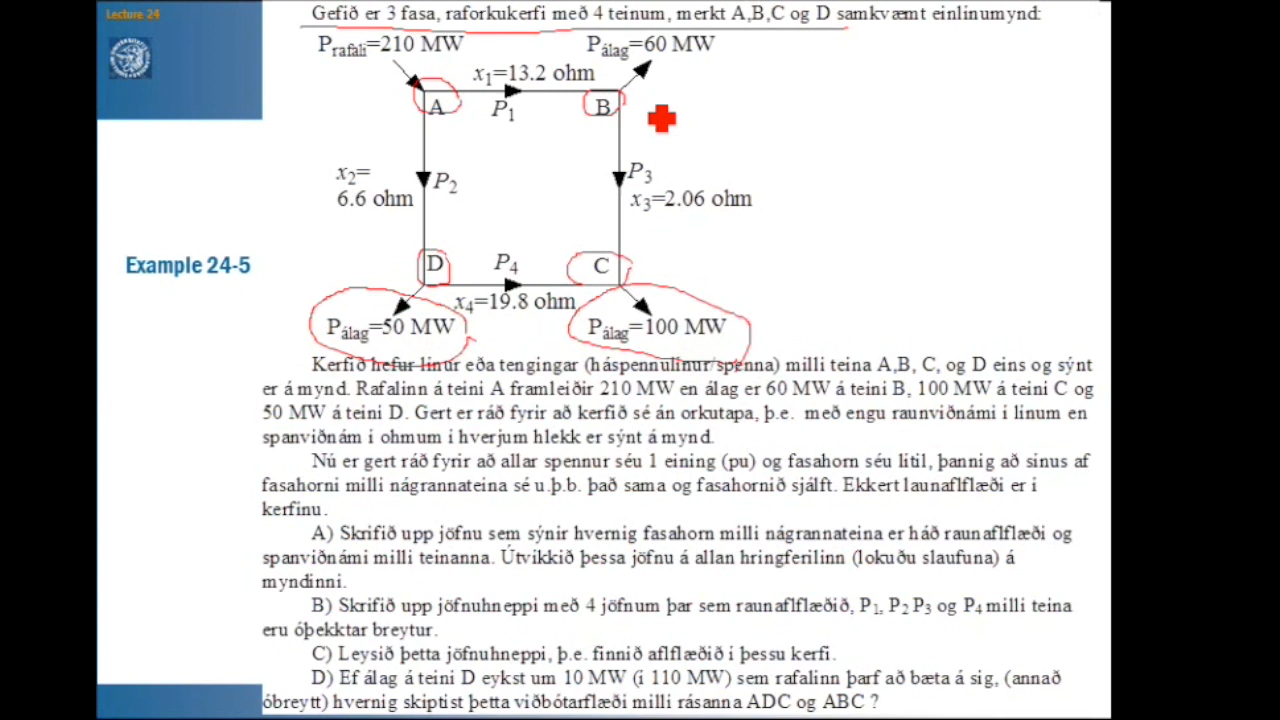 Lecture 24
Gefið er 3 fasa, raforkukerfi með 4 teinum, merkt A,B,C og D samkvæmt einlínumynd:
P_rafali=210 MW
P_álag=60 MW
x1=13.2 ohm
A
P1
B
x2=
6.6 ohm
P2
P3
x3=2.06 ohm
Example 24-5
D
P4
C
x4=19.8 ohm
P_álag=50 MW
P_álag=100 MW
Kerfið hefur línur eða tengingar (háspennulínur/spenna) milli teina A,B, C, og D eins og sýnt
er á mynd. Rafalinn á teini A framleiðir 210 MW en álag er 60 MW á teini B, 100 MW á teini C og
50 MW á teini D. Gert er ráð fyrir að kerfið sé án orkutapa, þ.e. með engu raunviðnámi í línum en
spanviðnám í ohmum í hverjum hlekk er sýnt á mynd.
Nú er gert ráð fyrir að allar spennur séu 1 eining (pu) og fasahorn séu lítil, þannig að sínus af
fasahorni milli nágrannateina sé u.þ.b. það sama og fasahornið sjálft. Ekkert launaflflæði er í
kerfinu.
A) Skrifið upp jöfnu sem sýnir hvernig fasahorn milli nágrannateina er háð raunaflflæði og
spanviðnámi milli teinanna. Útvíkkið þessa jöfnu á allan hringferilinn (lokuðu slaufuna) á
myndinni.
B) Skrifið upp jöfnuhneppi með 4 jöfnum þar sem raunaflflæðið, P1, P2 P3 og P4 milli teina
eru óþekktar breytur.
C) Leysið þetta jöfnuhneppi, þ.e. finnið aflflæðið í þessu kerfi.
D) Ef álag á teini D eykst um 10 MW (í 110 MW) sem rafalinn þarf að bæta á sig, (annað
óbreytt) hvernig skiptist þetta viðbótarflæði milli rásanna ADC og ABC ?